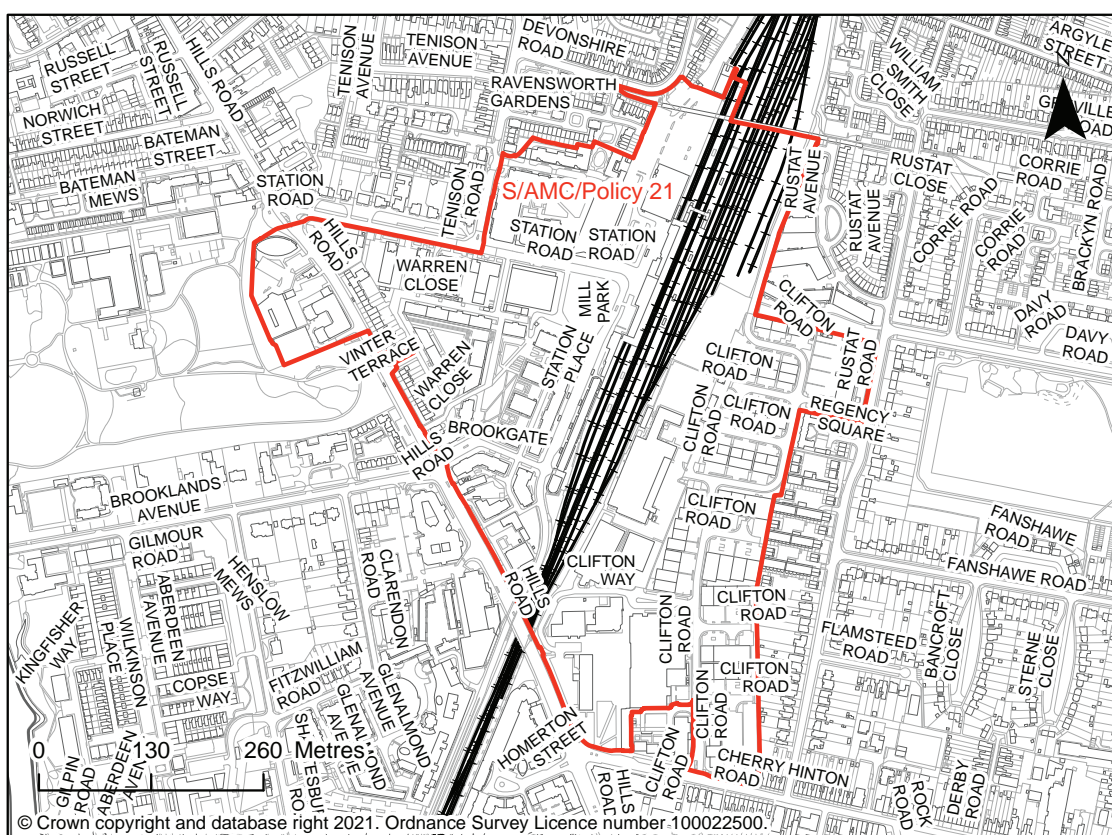 RUSSELL
STREET
RUSSELL
STREET
HILLS ROAD
TENISON
AVENUE
TENISON
AVENUE
DEVONSHIRE
ROAD
WILLIAM
SMITH
CLOSE
ARGYLE
STREET
NORWICH
STREET
BATEMAN
STREET
RAVENSWORTH
GARDENS
N
BATEMAN
MEWS
STATION
ROAD
TENISON
ROAD
S/AMC/Policy 21
RUSTAT
AVENUE
RUSTAT
CLOSE
CORRIE
ROAD
CORRIE ROAD
CORRIE
ROAD
BRACKYN ROAD
HILLS
ROAD
STATION
ROAD
STATION
ROAD
RUSTAT
AVENUE
WARREN
CLOSE
MILL
PARK
CLIFTON
ROAD
DAVY
ROAD
DAVY
ROAD
VINTER
TERRACE
WARREN
CLOSE
STATION
PLACE
CLIFTON
ROAD
RUSTAT
ROAD
CLIFTON
ROAD
CLIFTON
ROAD
REGENCY
SQUARE
HILLS
ROAD
BROOKGATE
BROOKLANDS
AVENUE
CLIFTON
ROAD
GILMOUR
ROAD
FANSHAWE
ROAD
HENSLOW
MEWS
CLARENDON
ROAD
CLIFTON
WAY
FANSHAWE ROAD
KINGFISHER
WAY
WILKINSON
PLACE
ABERDEEN
AVENUE
HILLS
ROAD
CLIFTON
ROAD
CLIFTON
ROAD
FLAMSTEED
ROAD
BANCROFT
CLOSE
STERNE
CLOSE
COPSE
WAY
FITZWILLIAM
ROAD
GLENALMOND
AVENUE
GLENALMOND
AVENUE
CLIFTON
ROAD
CLIFTON
ROAD
0 130 260 Metres
HOMERTON
STREET
GILPIN
ROAD
ABERDEEN
HILLS
ROAD
CLIFTON
ROAD
CHERRY HINTON
ROAD
ROCK
ROAD
DERBY
ROAD
© Crown copyright and database right 2021. Ordnance Survey Licence number 100022500.